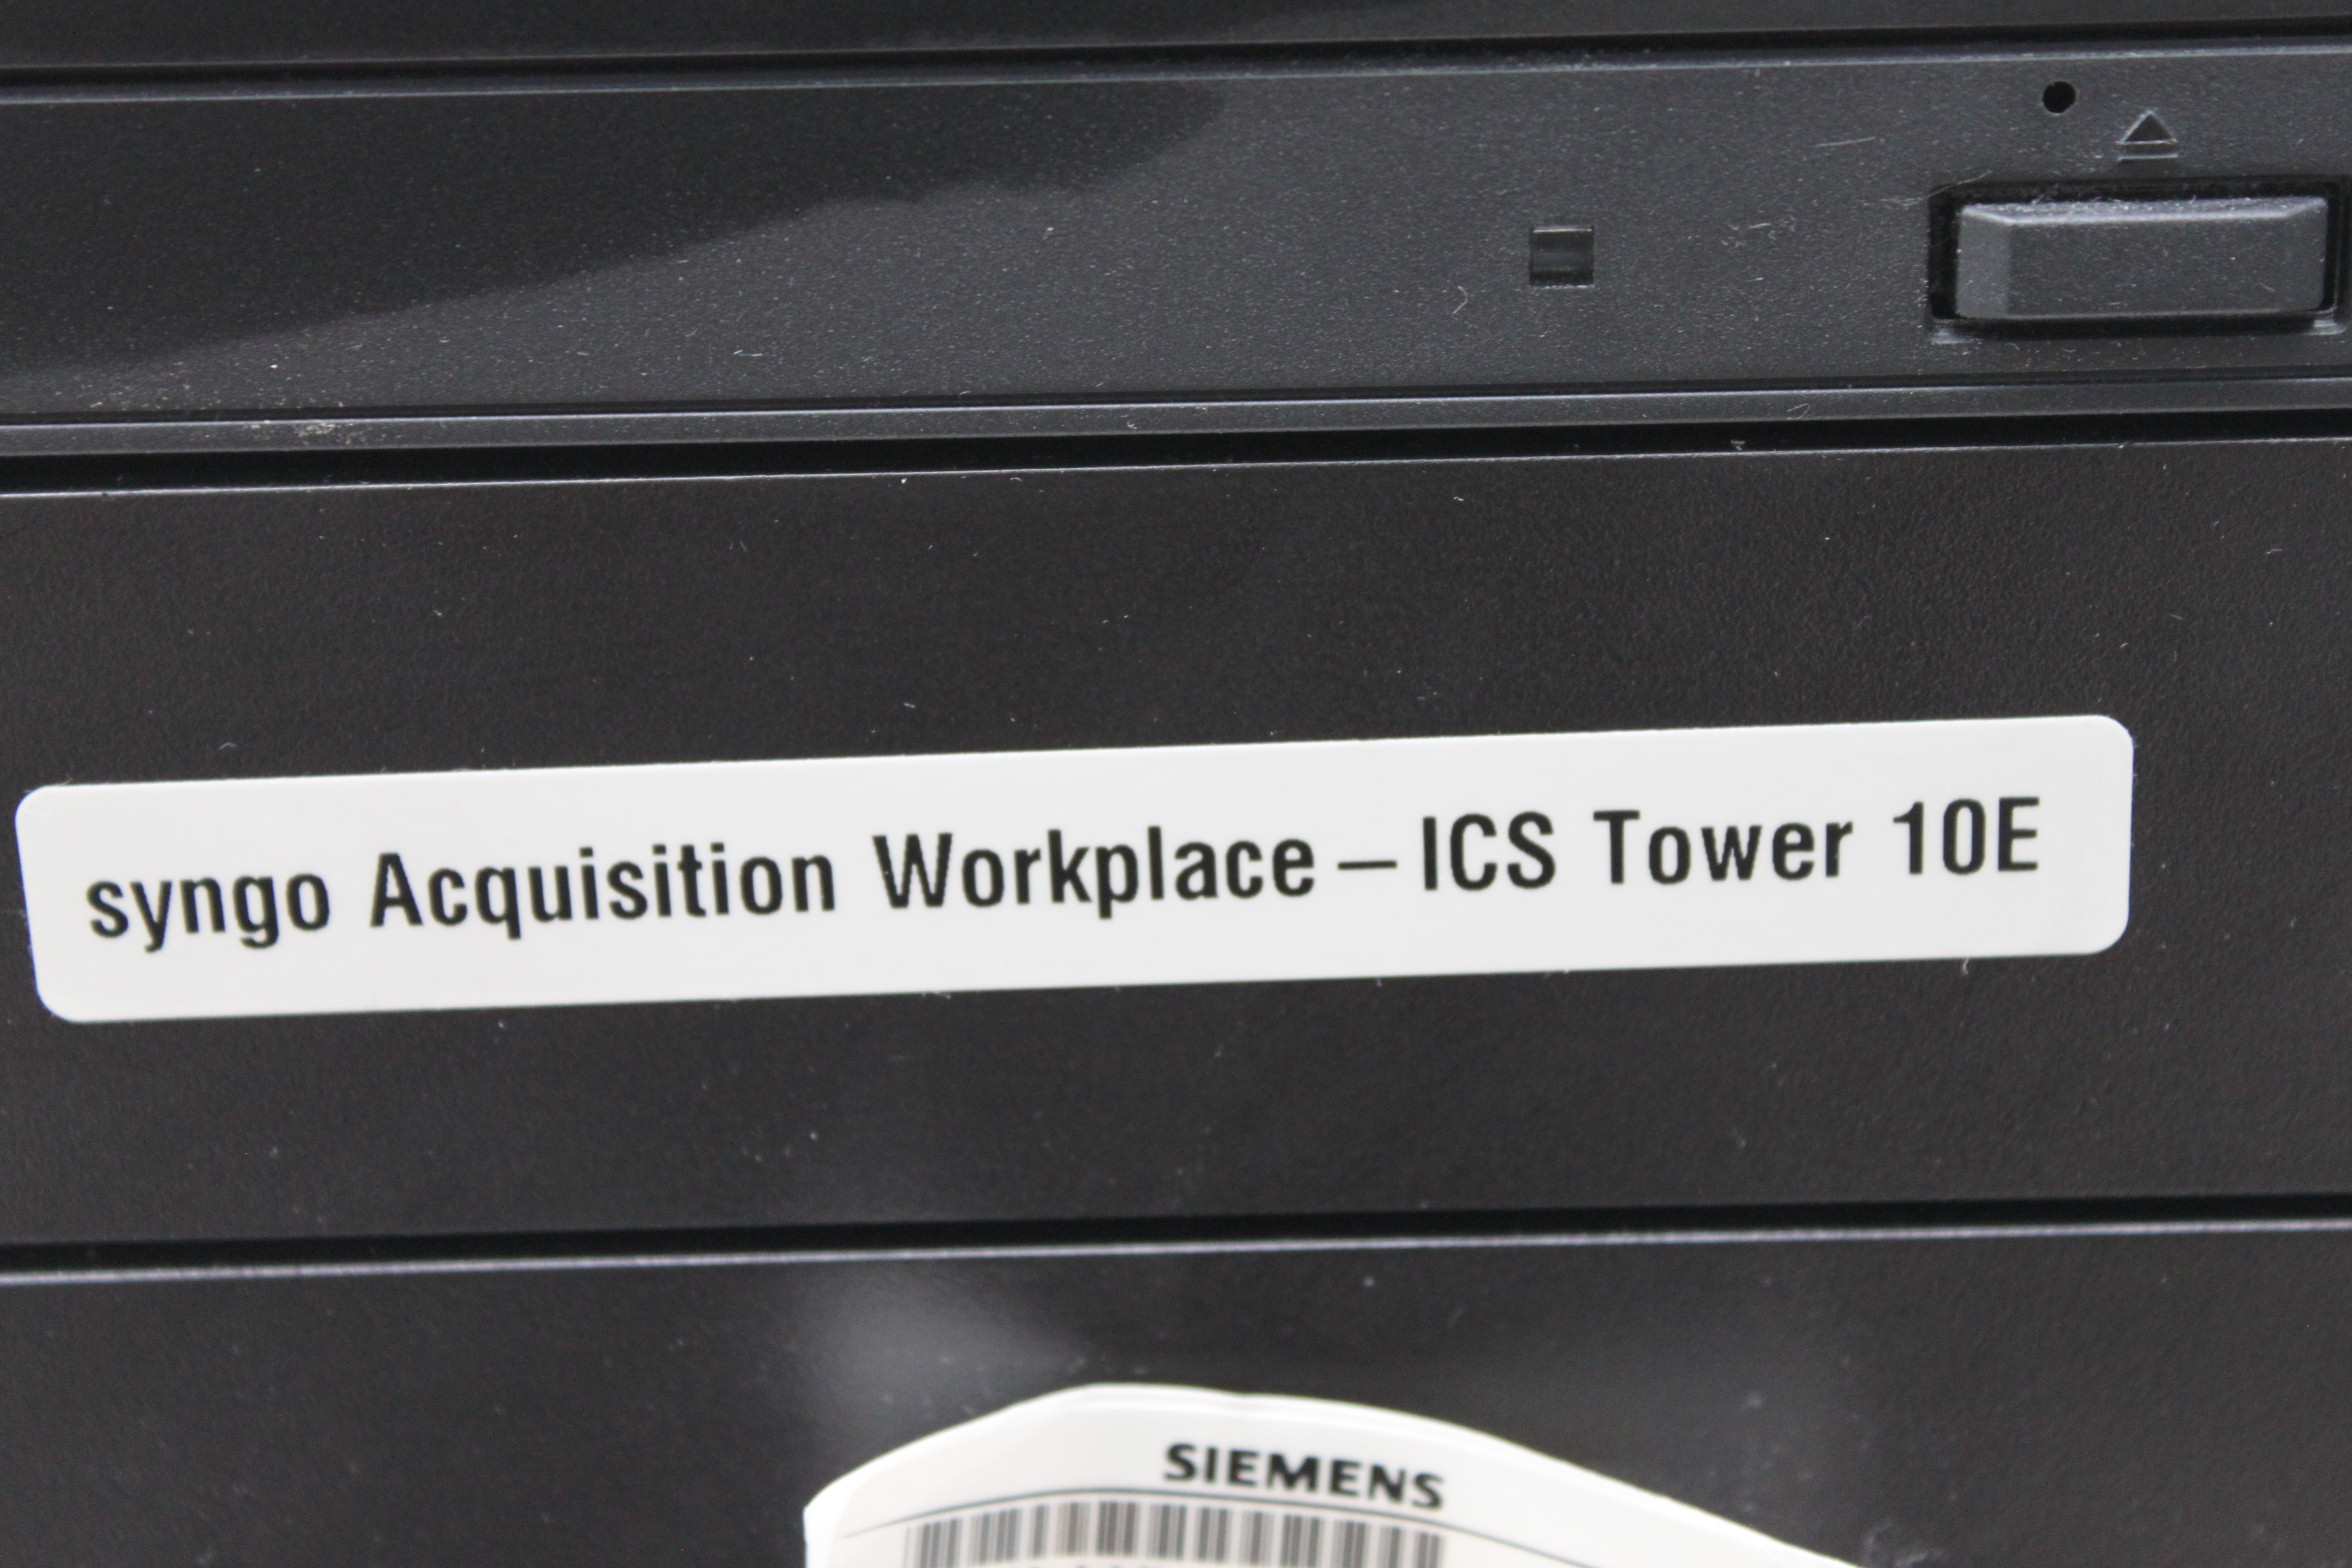 syngo Acquisition Workplace – ICS Tower 10E
SIEMENS